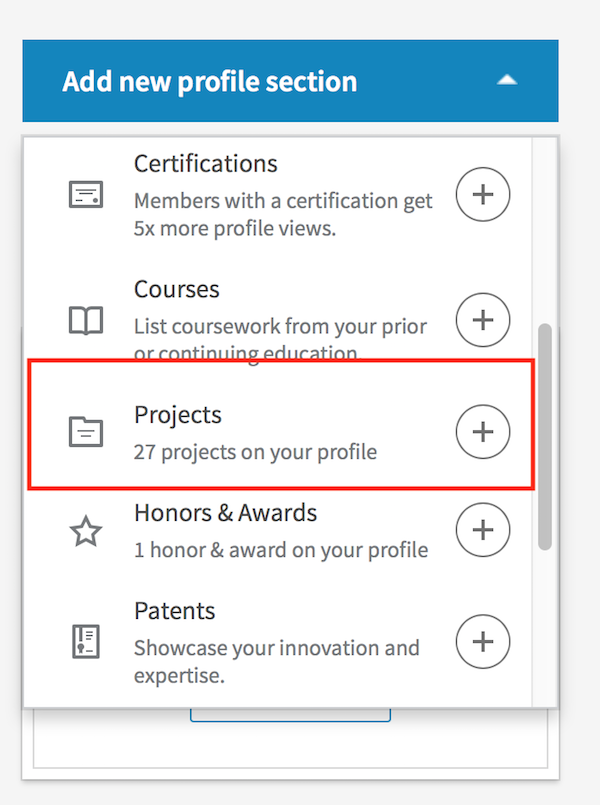 Add new profile section
Certifications
Members with a certification get
5x more profile views.
Courses
List coursework from your prior
or continuing education
Projects
27 projects on your profile
Honors & Awards
1 honor & award on your profile
Patents
Showcase your innovation and
expertise.